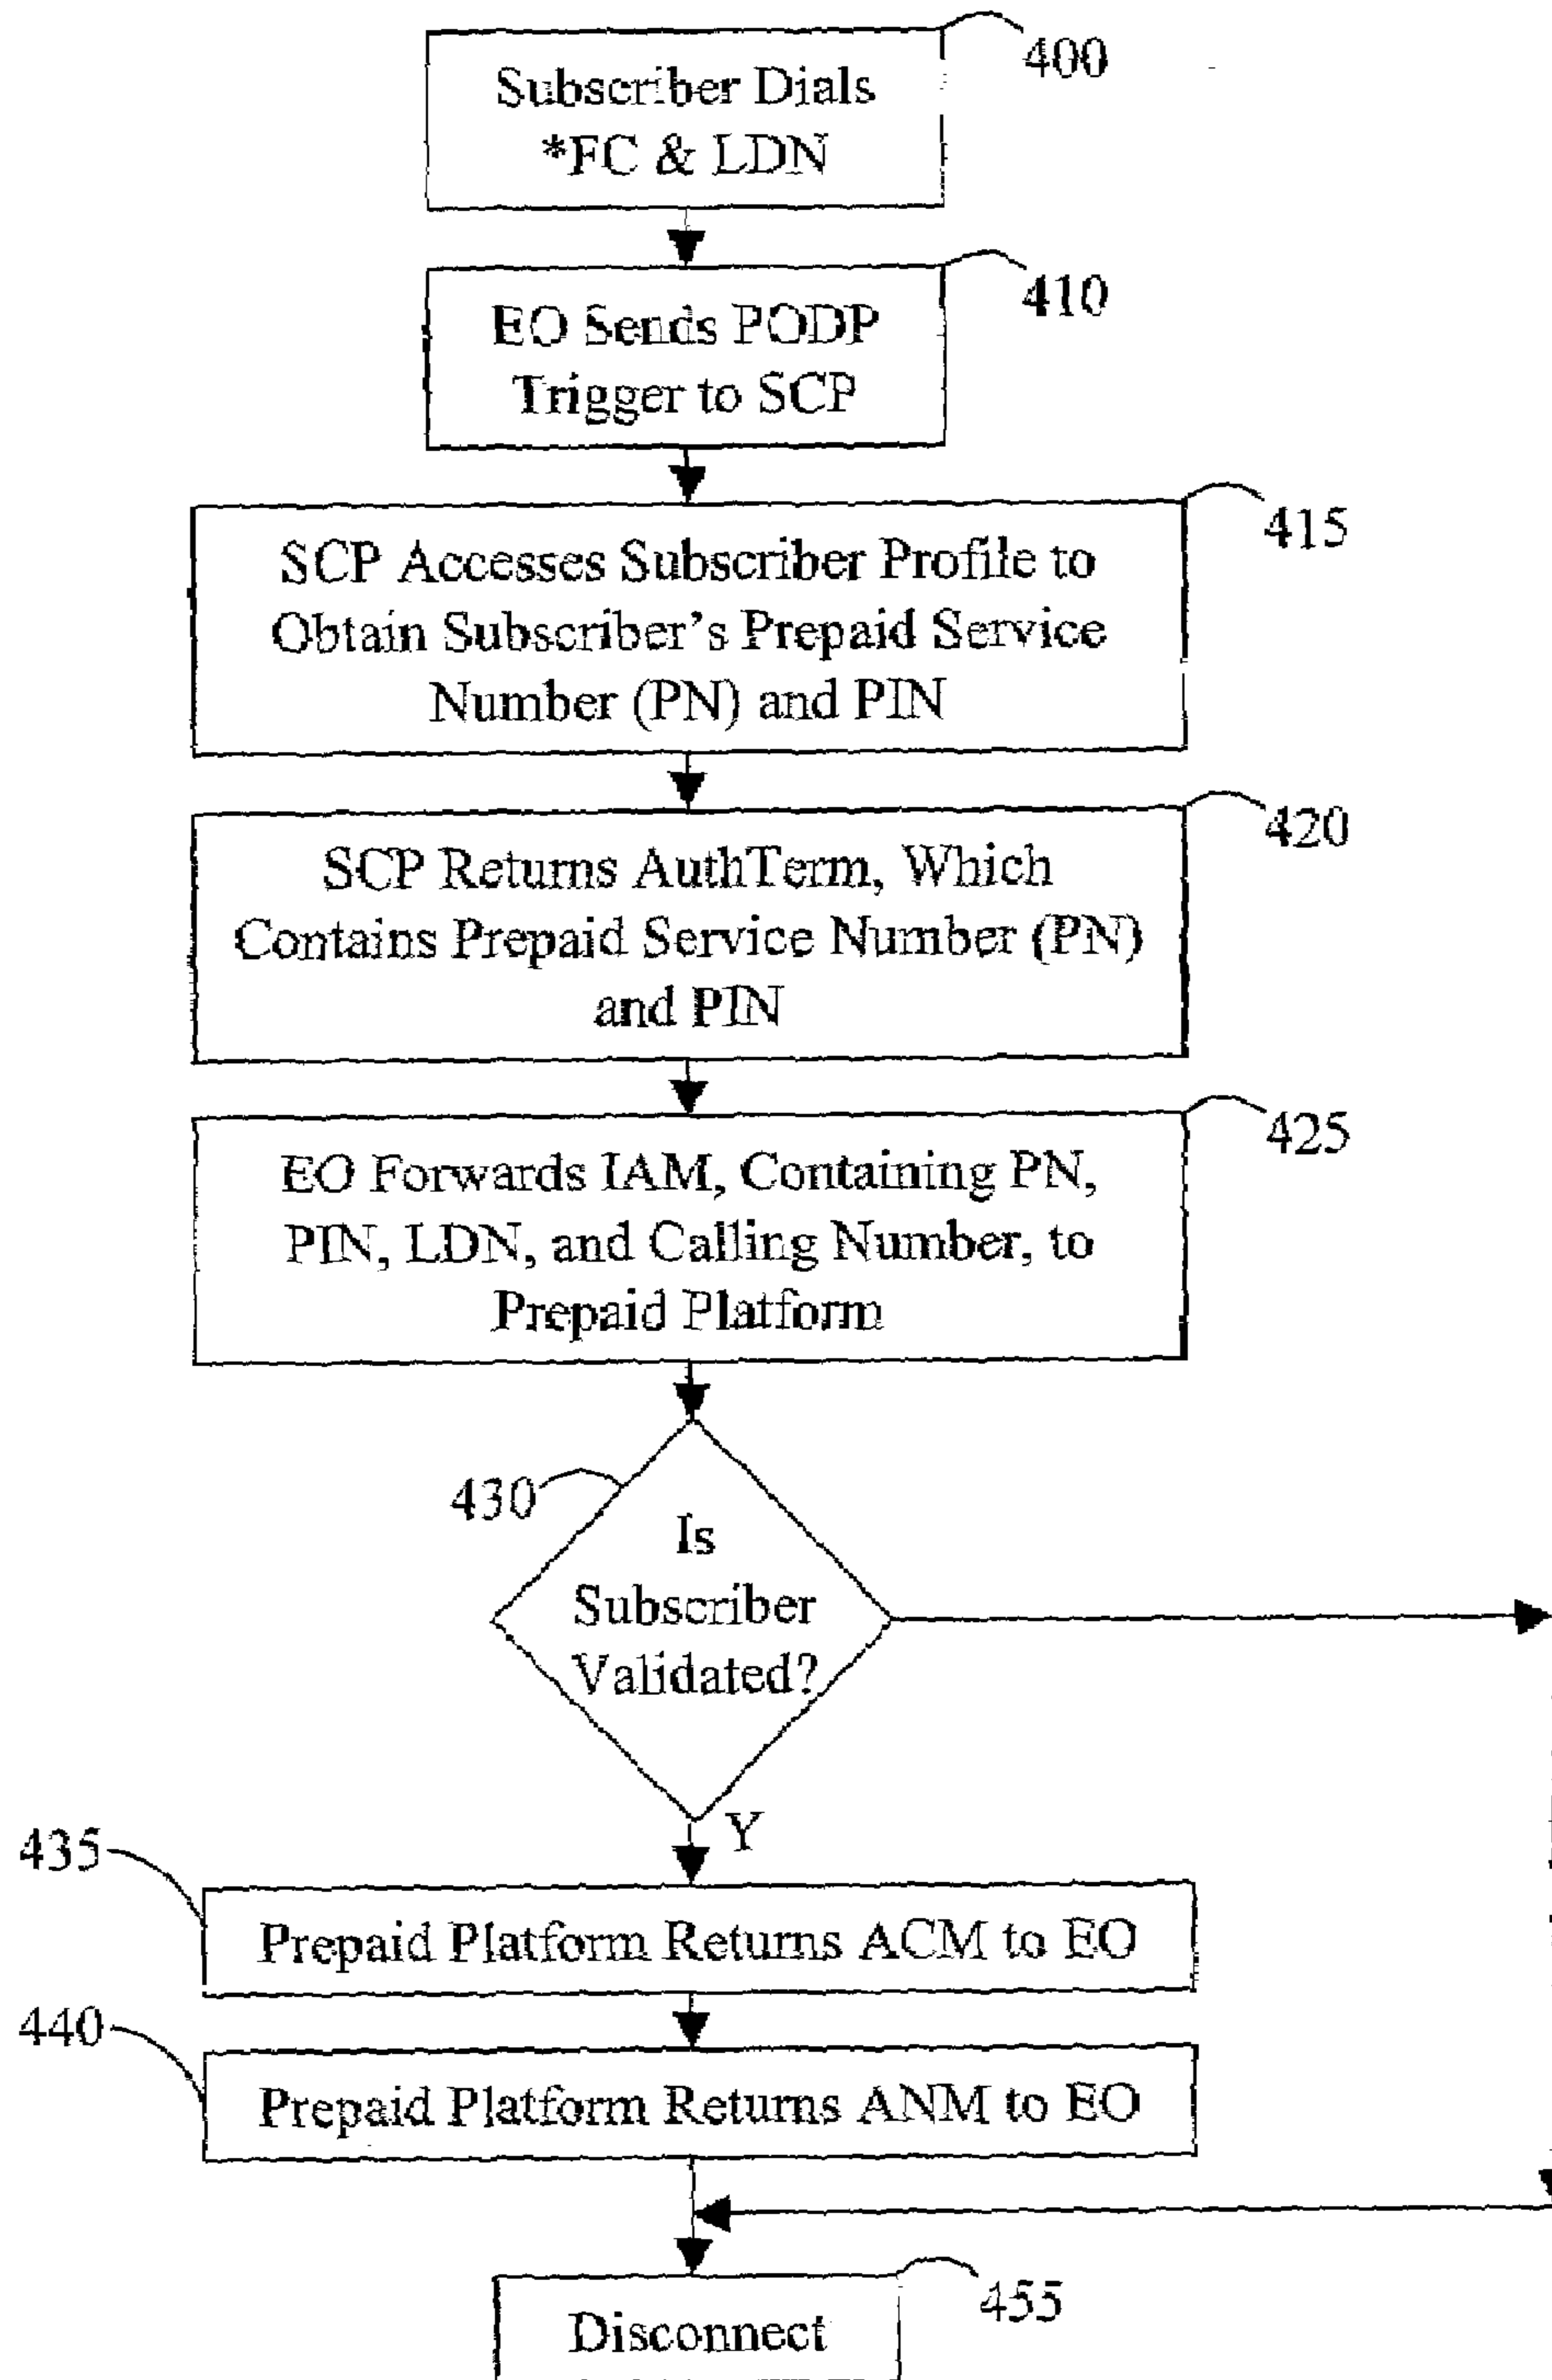 400
Subscriber Dials
*FC & LDN
410
EO Sends PODP
Trigger to SCP
415
SCP Accesses Subscriber Profile to
Obtain Subscriber's Prepaid Service
Number (PN) and PIN
420
SCP Returns AuthTerm, Which
Contains Prepaid Service Number (PN)
and PIN
425
EO Forwards IAM, Containing PN,
PIN, LDN, and Calling Number, to
Prepaid Platform
430
Is
Subscriber
Validated?
Y
435
Prepaid Platform Returns ACM to EO
440
Prepaid Platform Returns ANM to EO
455
Disconnect